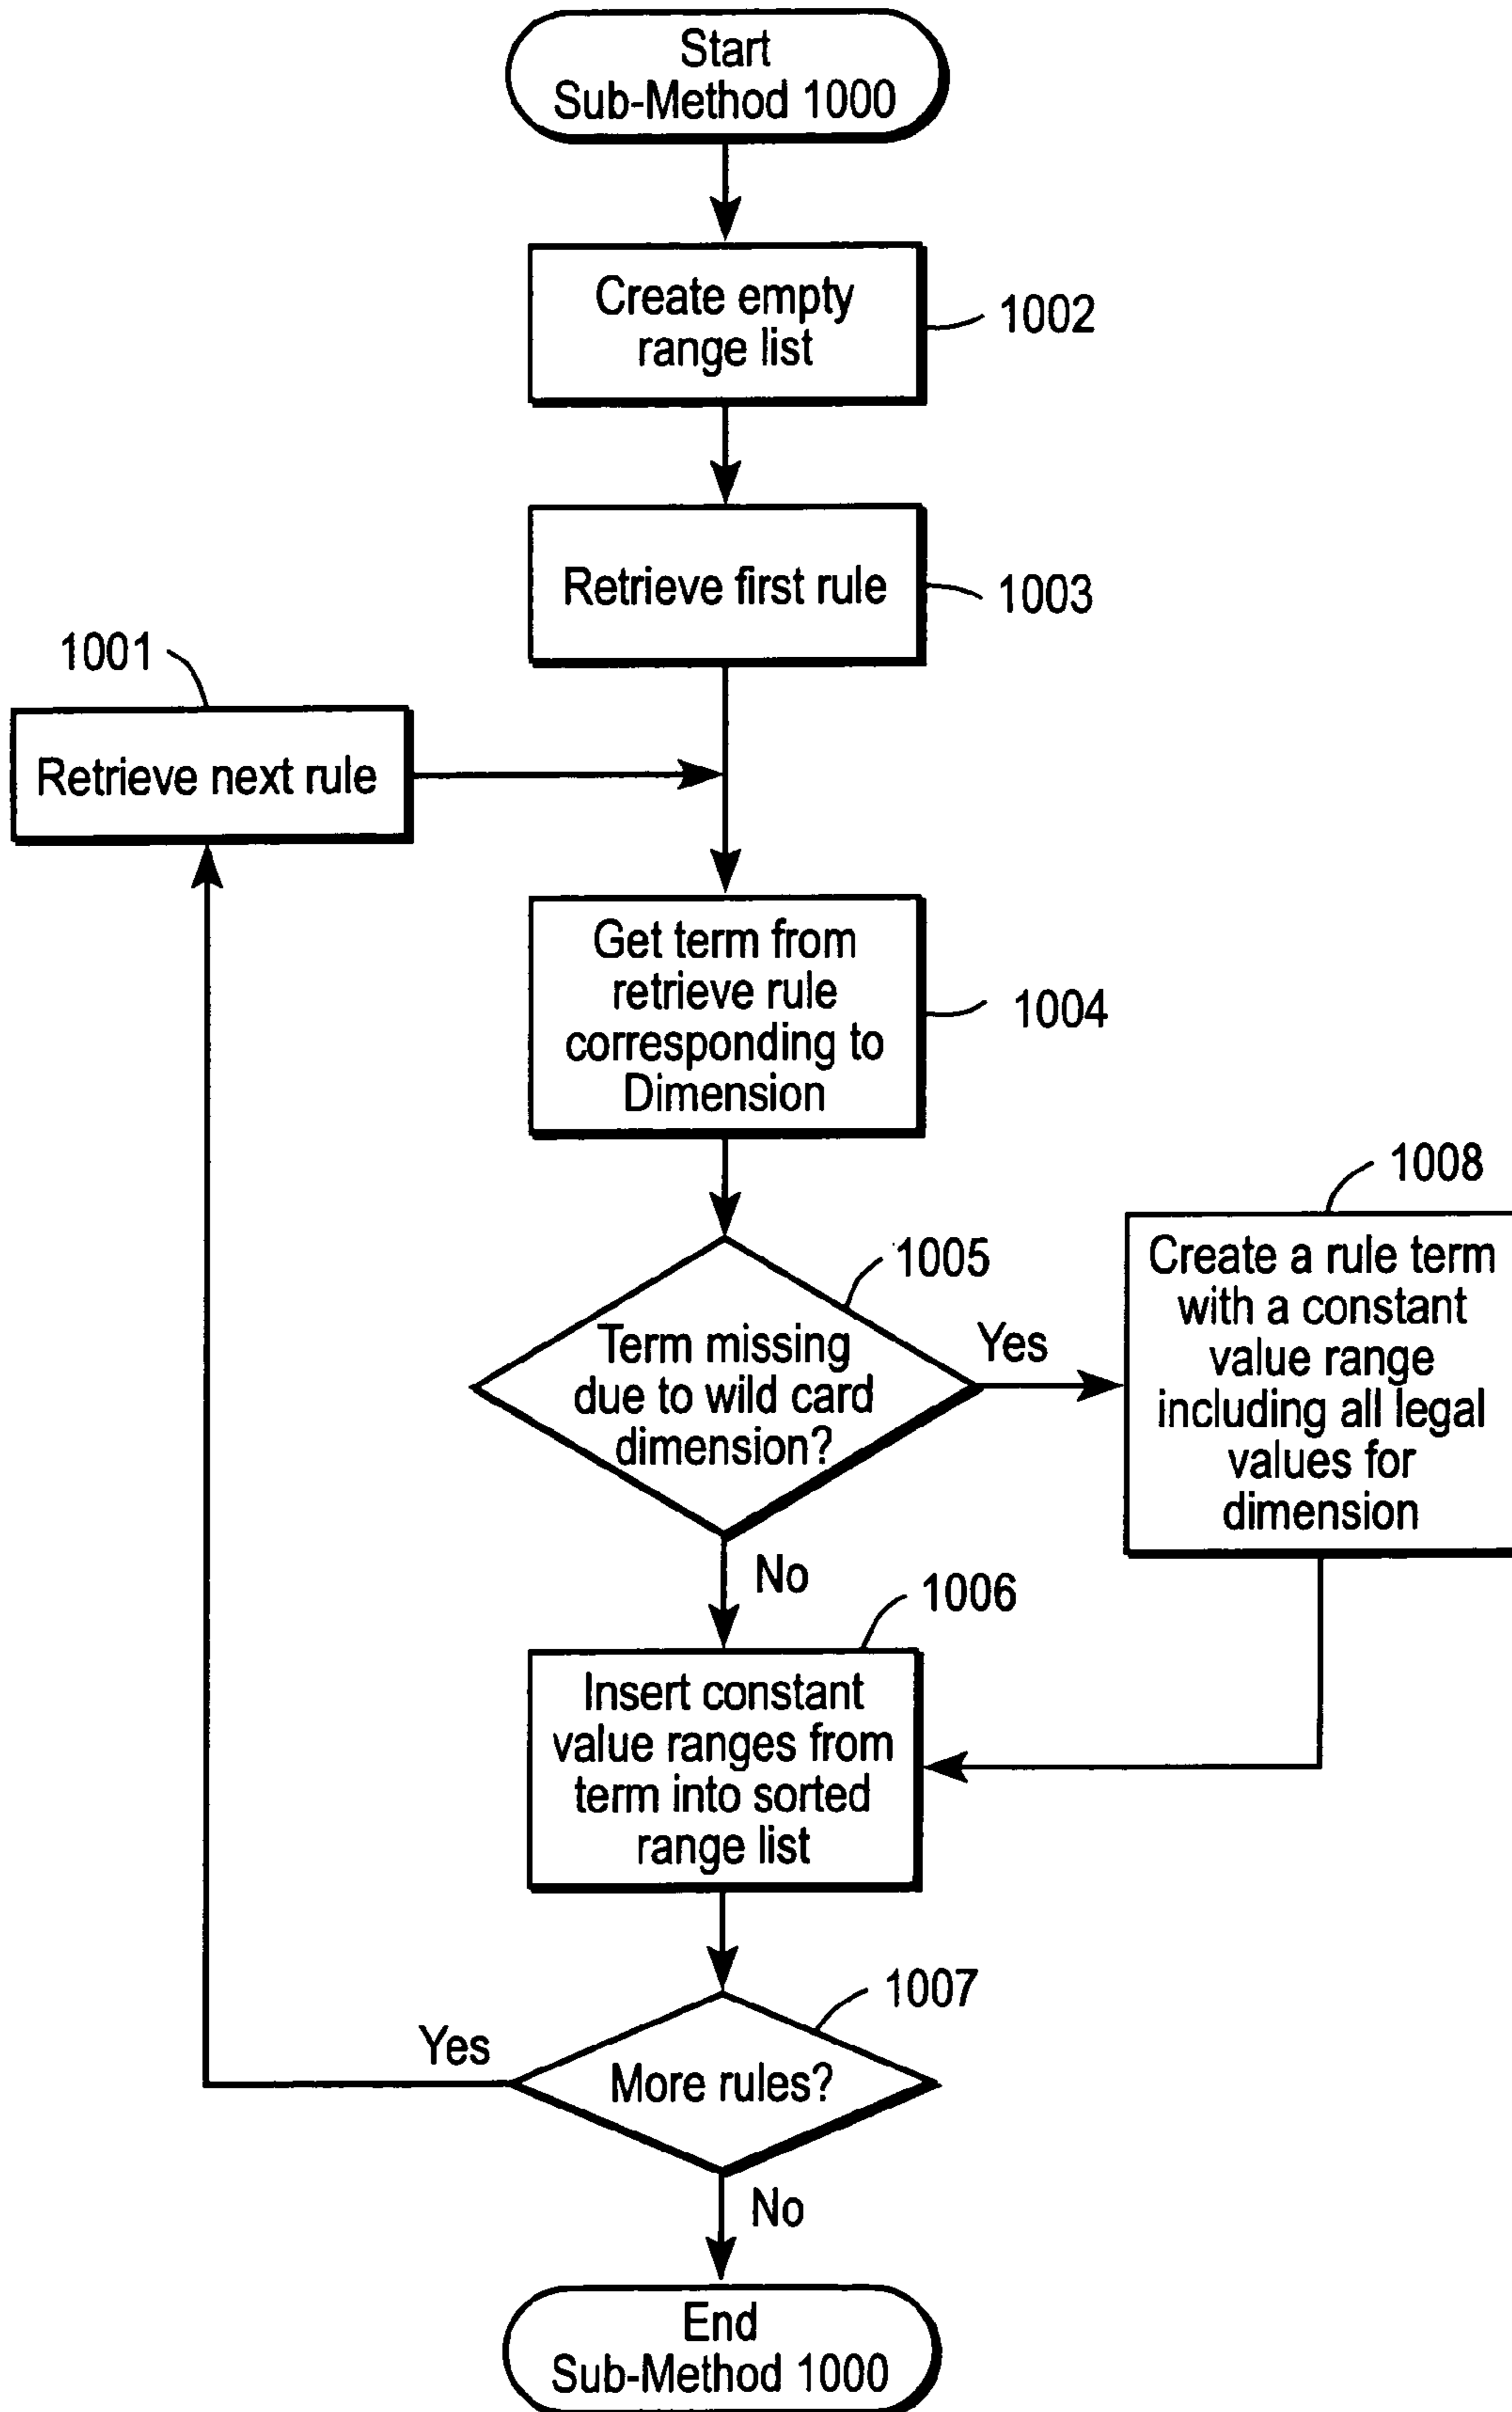 Start
Sub-Method 1000
Create empty
range list
1002
Retrieve first rule
1003
1001
Retrieve next rule
Get term from
retrieve rule
corresponding to
Dimension
1004
1005
Term missing
due to wild card
dimension?
Yes
1008
Create a rule term
with a constant
value range
including all legal
values for
dimension
No
1006
Insert constant
value ranges from
term into sorted
range list
1007
More rules?
Yes
No
End
Sub-Method 1000